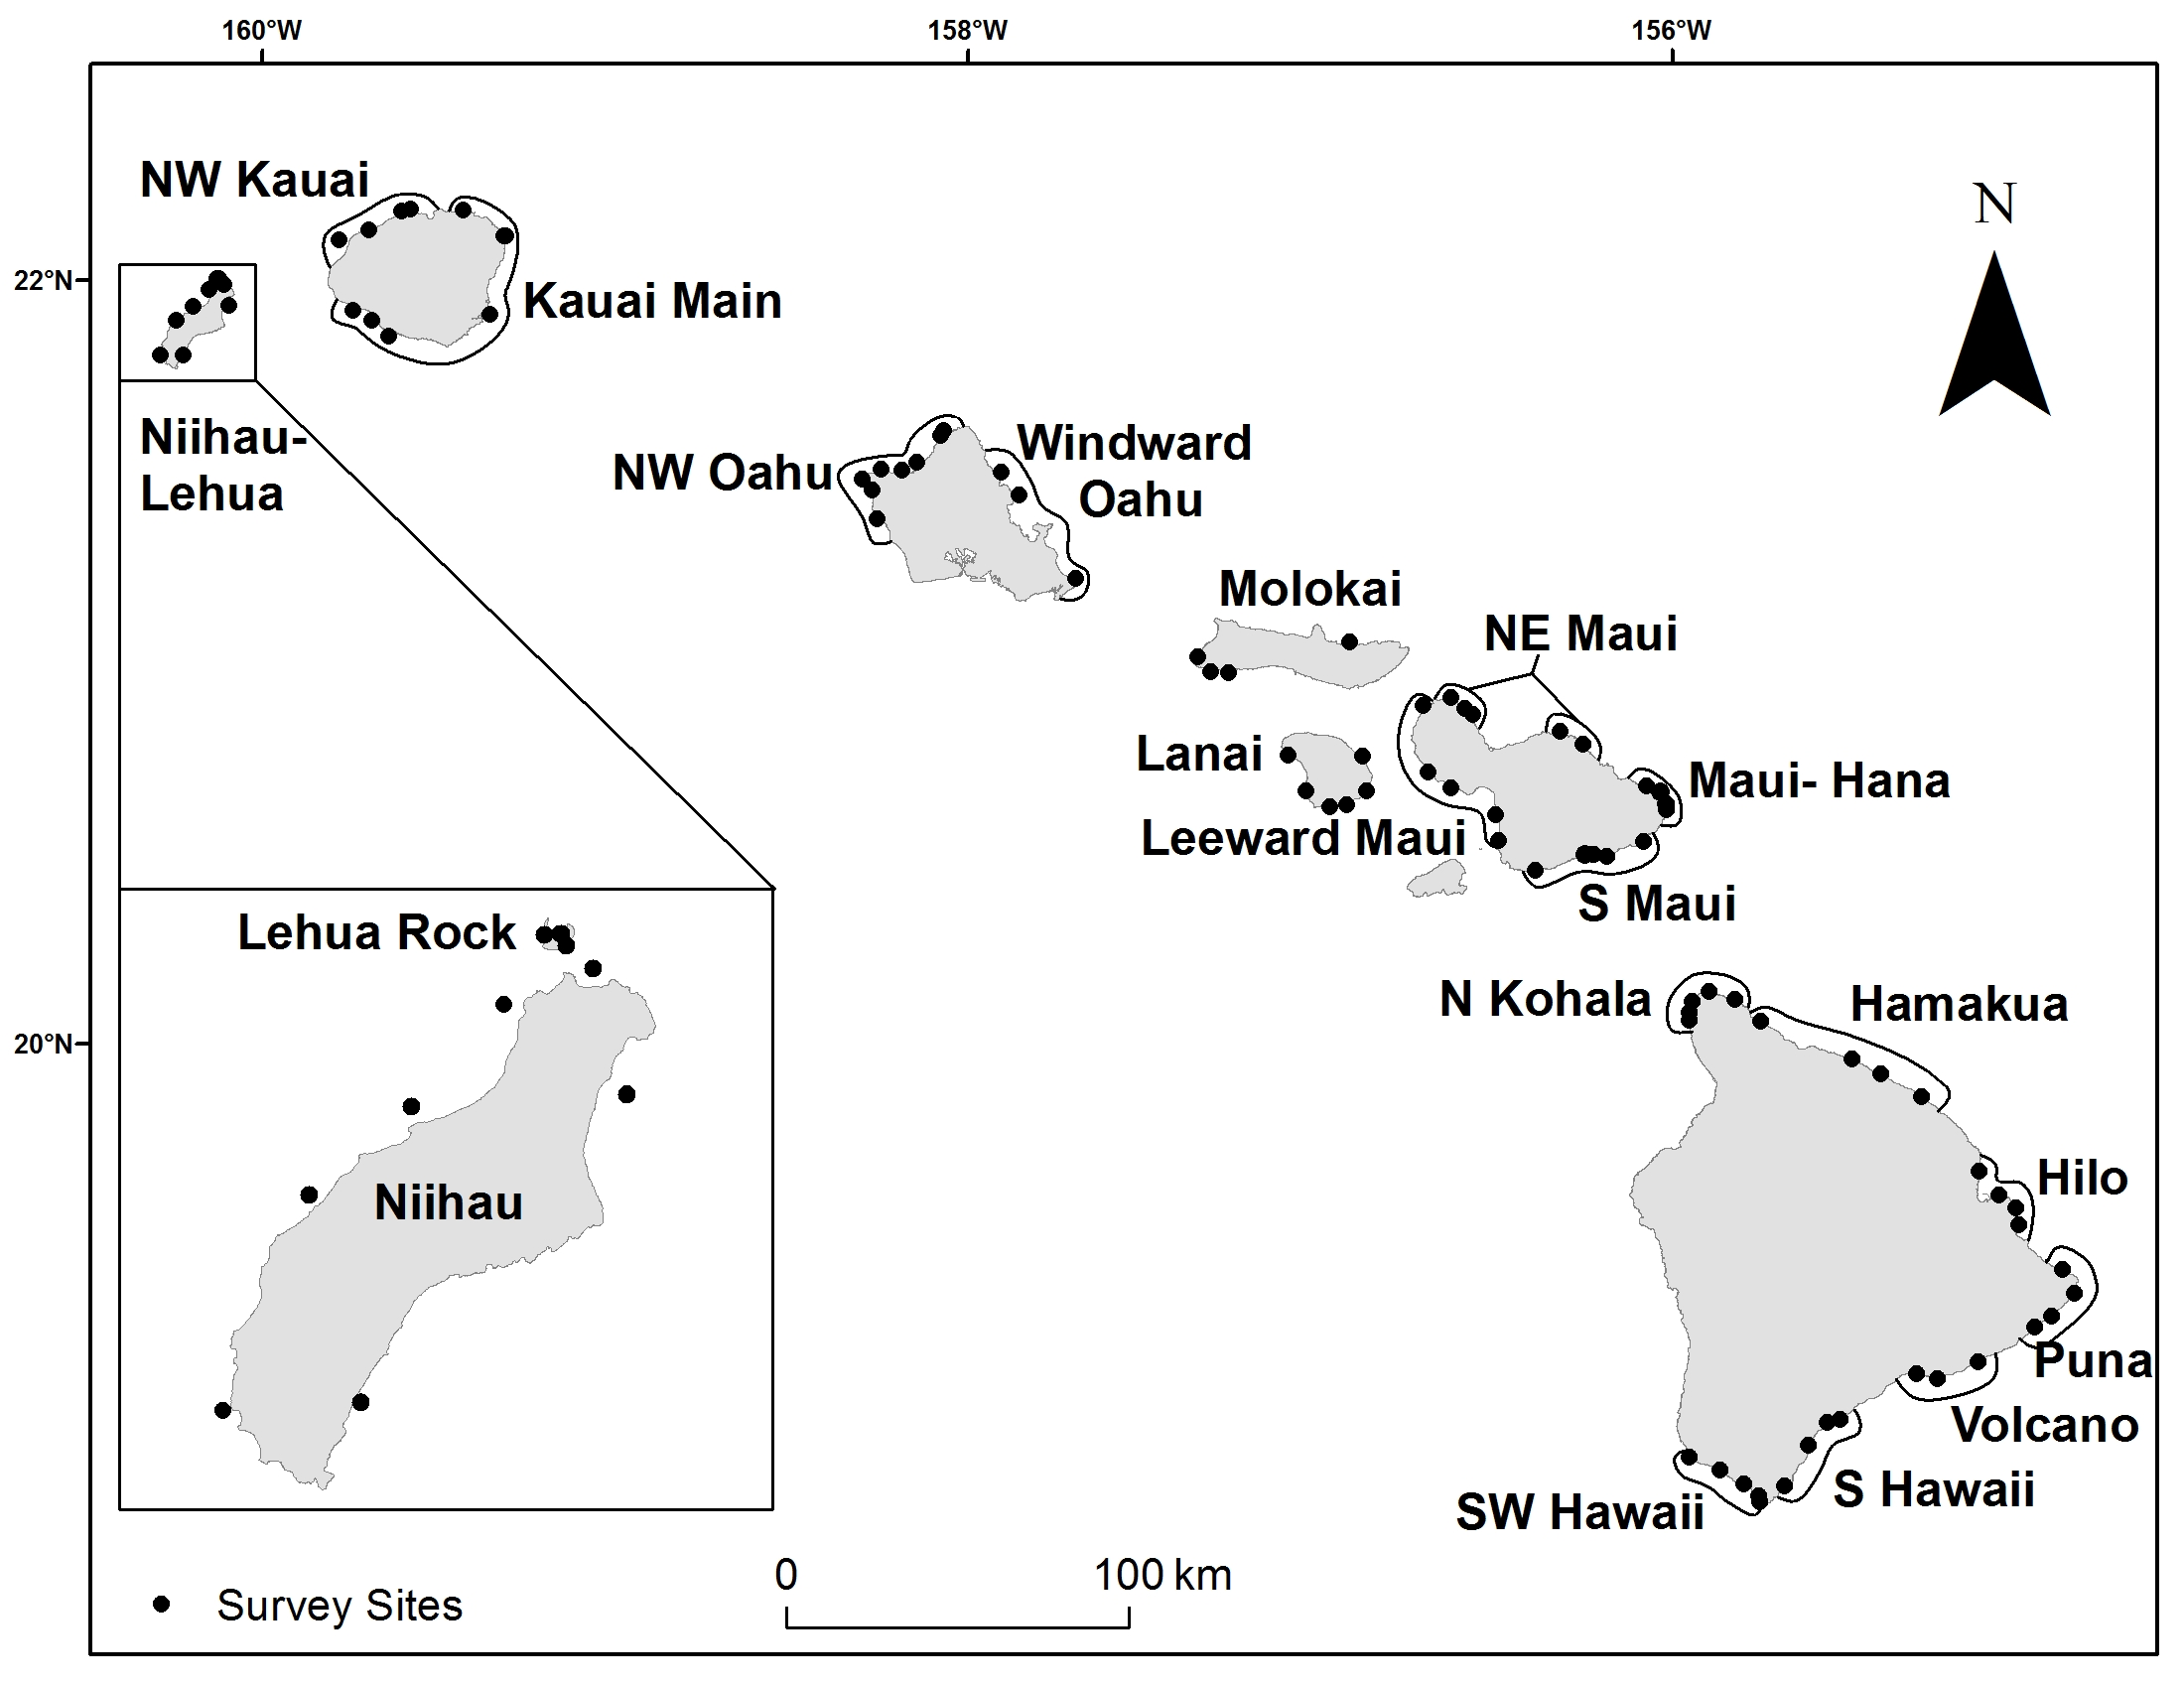 160°W
158°W
156°W
NW Kauai
N
22°N
Kauai Main
Niihau-
Lehua
NW Oahu
Windward
Oahu
Molokai
NE Maui
Lanai
Maui- Hana
Leeward Maui
S Maui
Lehua Rock
N Kohala
Hamakua
20°N
Niihau
Hilo
Puna
Volcano
S Hawaii
SW Hawaii
0 100 km
Survey Sites